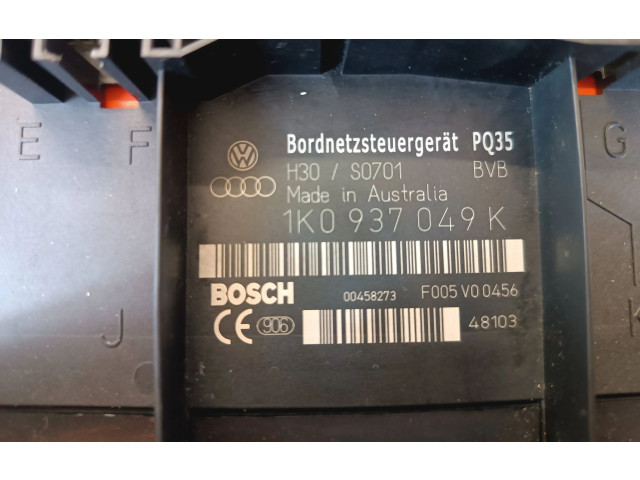 E F
G
Bordnetzsteuergerät PQ35
H30 / S0701 BVB
Made in Australia
1K0 937 049 K
BOSCH 00458273 F005 V0 0456
J
CE 906 48103
K